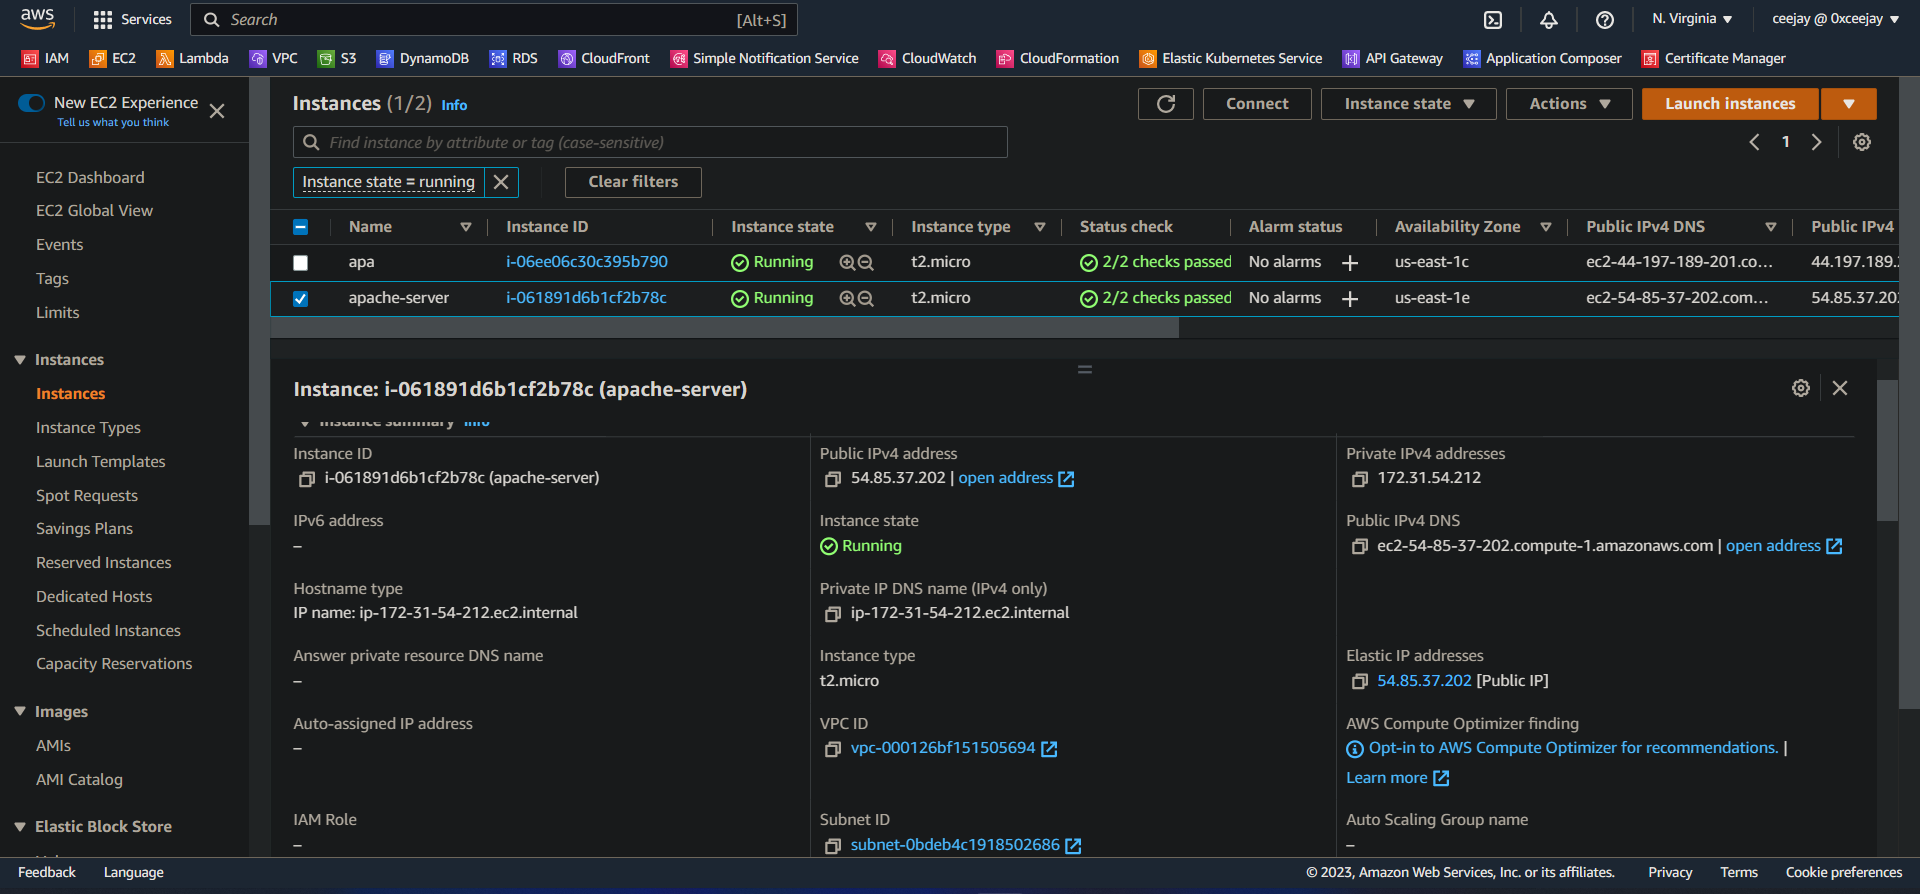 aws
Services
Search
[Alt+S]
N. Virginia
ceejay @ 0xceejay
IAM
EC2
Lambda
VPC
S3
DynamoDB
RDS
CloudFront
Simple Notification Service
CloudWatch
CloudFormation
Elastic Kubernetes Service
API Gateway
Application Composer
Certificate Manager
New EC2 Experience
Tell us what you think
EC2 Dashboard
EC2 Global View
Events
Tags
Limits
Instances
Instances
Instance Types
Launch Templates
Spot Requests
Savings Plans
Reserved Instances
Dedicated Hosts
Scheduled Instances
Capacity Reservations
Images
AMIs
AMI Catalog
Elastic Block Store
Instances (1/2) Info
Connect
Instance state
Actions
Launch instances
Find instance by attribute or tag (case-sensitive)
1
Instance state = running
Clear filters
Name Instance ID Instance state Instance type Status check Alarm status Availability Zone Public IPv4 DNS Public IPv4
apa i-06ee06c30c395b790 Running t2.micro 2/2 checks passed No alarms + us-east-1c ec2-44-197-189-201.co... 44.197.189.
apache-server i-061891d6b1cf2b78c Running t2.micro 2/2 checks passed No alarms + us-east-1e ec2-54-85-37-202.com... 54.85.37.202
Instance: i-061891d6b1cf2b78c (apache-server)
Instance summary Info
Instance ID
i-061891d6b1cf2b78c (apache-server)
Public IPv4 address
54.85.37.202 | open address
Private IPv4 addresses
172.31.54.212
IPv6 address
–
Instance state
Running
Public IPv4 DNS
ec2-54-85-37-202.compute-1.amazonaws.com | open address
Hostname type
IP name: ip-172-31-54-212.ec2.internal
Private IP DNS name (IPv4 only)
ip-172-31-54-212.ec2.internal
Answer private resource DNS name
–
Instance type
t2.micro
Elastic IP addresses
54.85.37.202 [Public IP]
Auto-assigned IP address
–
VPC ID
vpc-000126bf151505694
AWS Compute Optimizer finding
Opt-in to AWS Compute Optimizer for recommendations. |
Learn more
IAM Role
–
Subnet ID
subnet-0bdeb4c1918502686
Auto Scaling Group name
–
Feedback
Language
© 2023, Amazon Web Services, Inc. or its affiliates.
Privacy
Terms
Cookie preferences